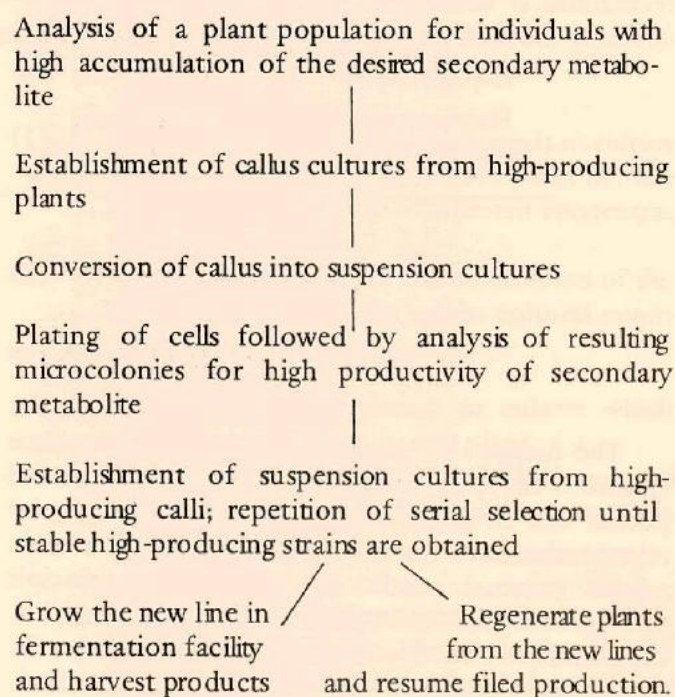 Analysis of a plant population for individuals with
high accumulation of the desired secondary metabo-
lite
Establishment of callus cultures from high-producing
plants
Conversion of callus into suspension cultures
Plating of cells followed by analysis of resulting
microcolonies for high productivity of secondary
metabolite
Establishment of suspension cultures from high-
producing calli; repetition of serial selection until
stable high-producing strains are obtained
Grow the new line in
fermentation facility
and harvest products
Regenerate plants
from the new lines
and resume filed production.